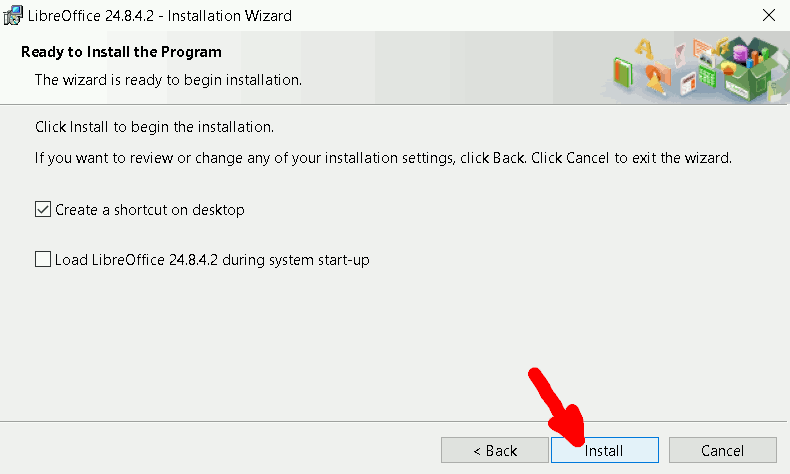 LibreOffice 24.8.4.2 - Installation Wizard
Ready to Install the Program
The wizard is ready to begin installation.
Click Install to begin the installation.
If you want to review or change any of your installation settings, click Back. Click Cancel to exit the wizard.
Create a shortcut on desktop
Load LibreOffice 24.8.4.2 during system start-up
< Back
Install
Cancel